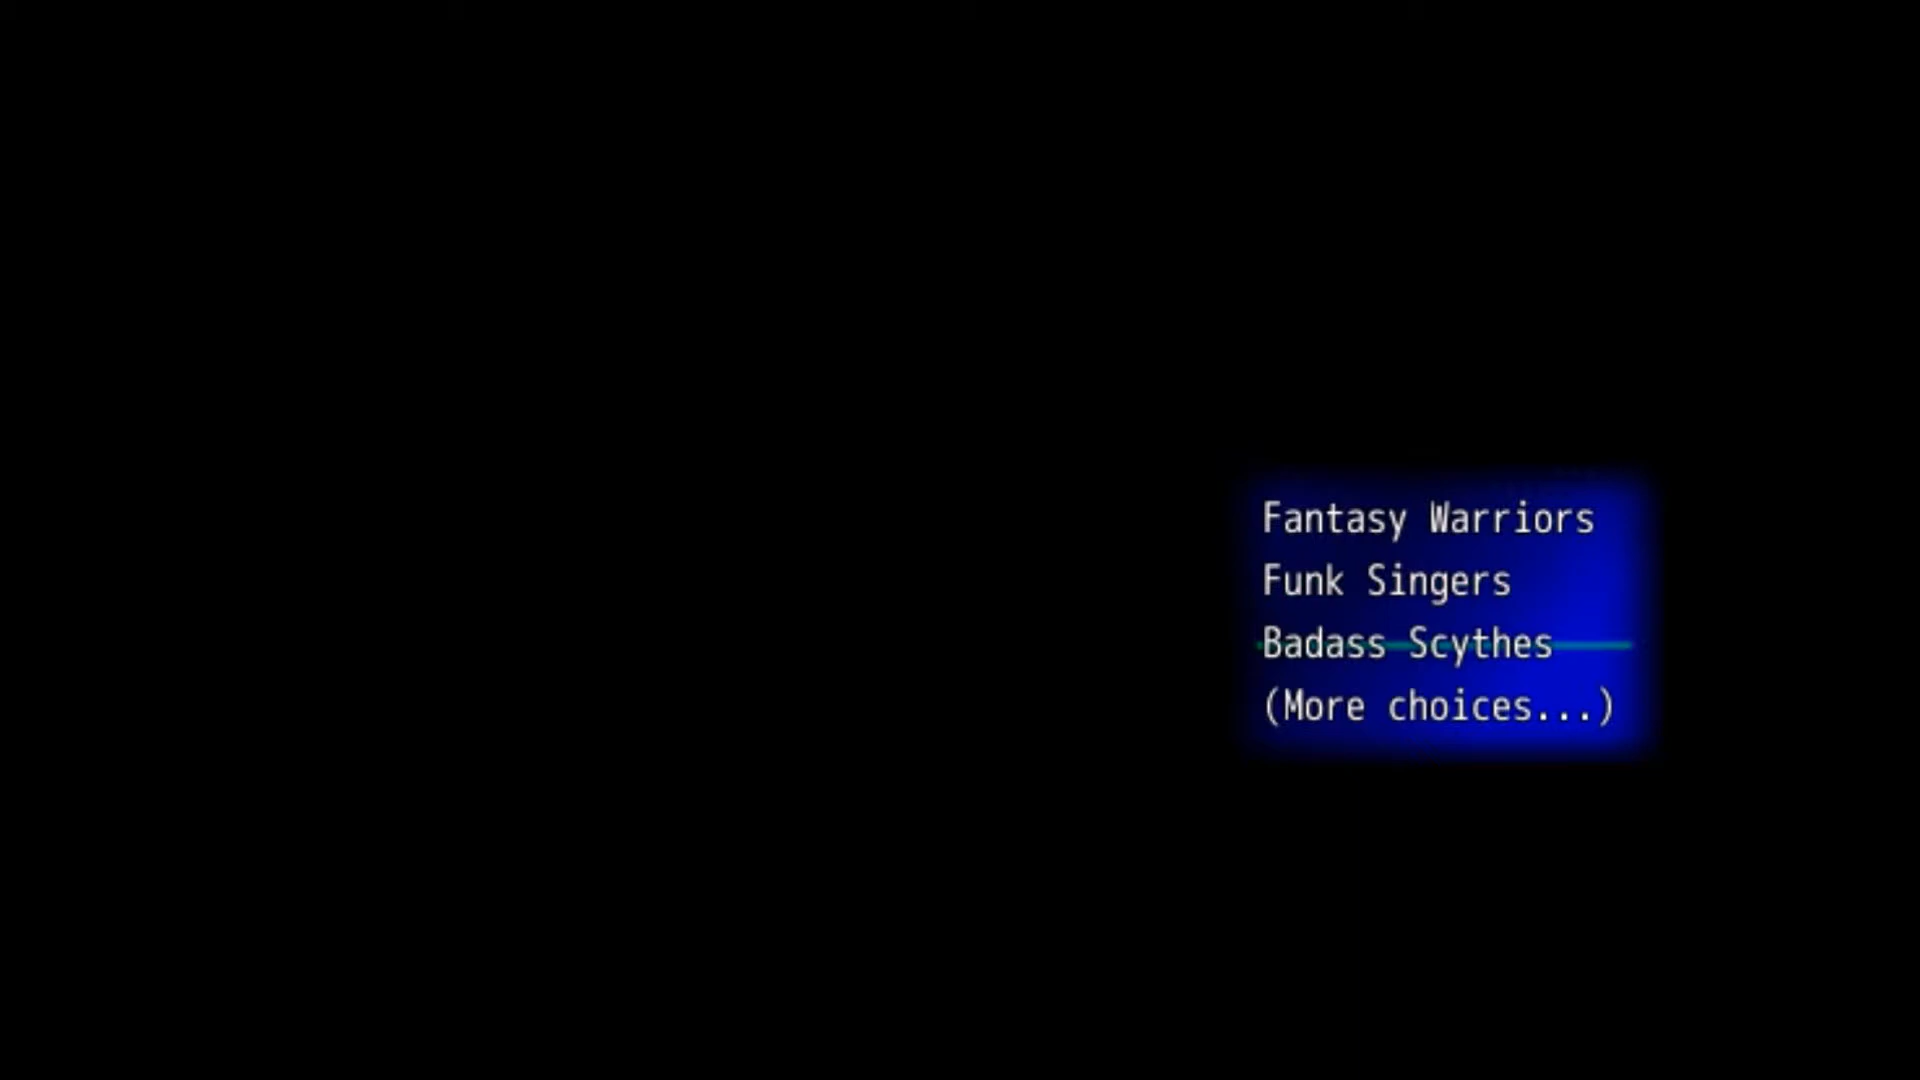 Fantasy Warriors
Funk Singers
Badass Scythes
(More choices...)